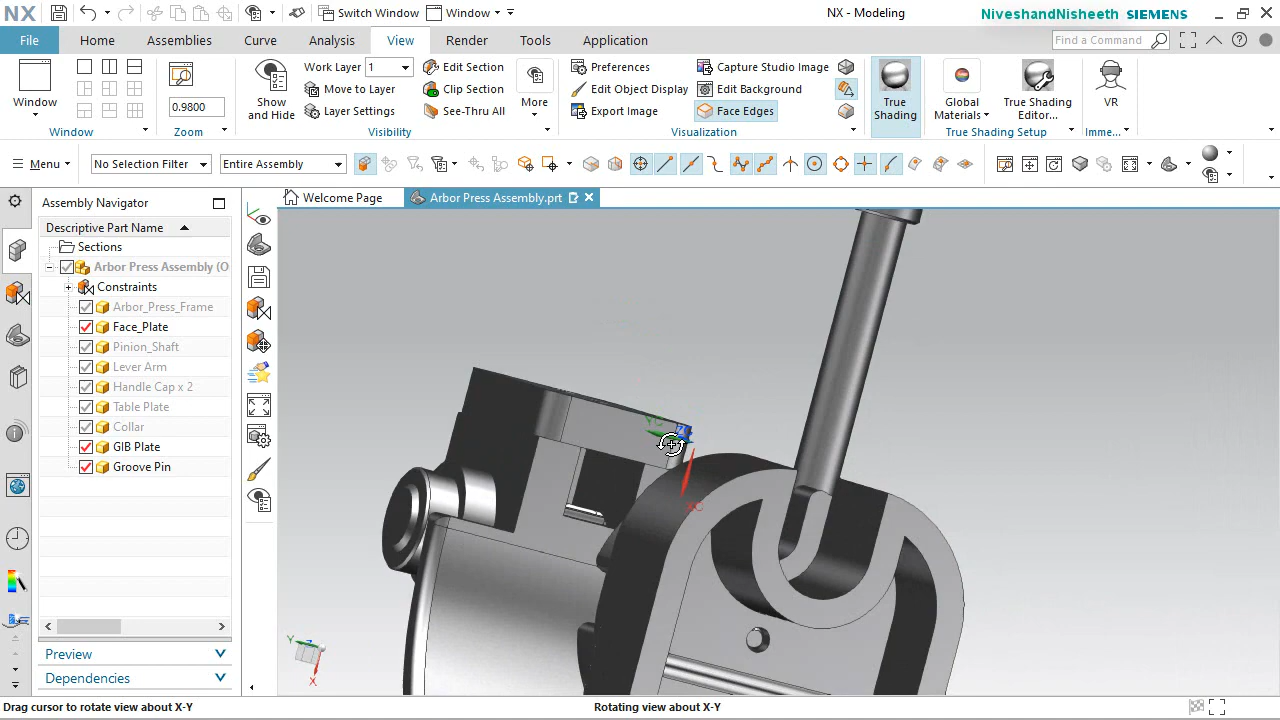 NX
Switch Window
Window
NX - Modeling
NiveshandNisheeth SIEMENS
File
Home
Assemblies
Curve
Analysis
View
Render
Tools
Application
Find a Command
Window
Window
0.9800
Zoom
Show and Hide
Work Layer 1
Move to Layer
Layer Settings
Edit Section
Clip Section
See-Thru All
More
Visibility
Preferences
Edit Object Display
Export Image
Capture Studio Image
Edit Background
Face Edges
Visualization
True Shading
Global Materials
True Shading Editor...
True Shading Setup
VR
Imme...
Menu
No Selection Filter
Entire Assembly
Assembly Navigator
Welcome Page
Arbor Press Assembly.prt
Descriptive Part Name
Sections
Arbor Press Assembly (O
Constraints
Arbor_Press_Frame
Face_Plate
Pinion_Shaft
Lever Arm
Handle Cap x 2
Table Plate
Collar
GIB Plate
Groove Pin
Preview
Dependencies
YC
XC
Y
X
Drag cursor to rotate view about X-Y
Rotating view about X-Y